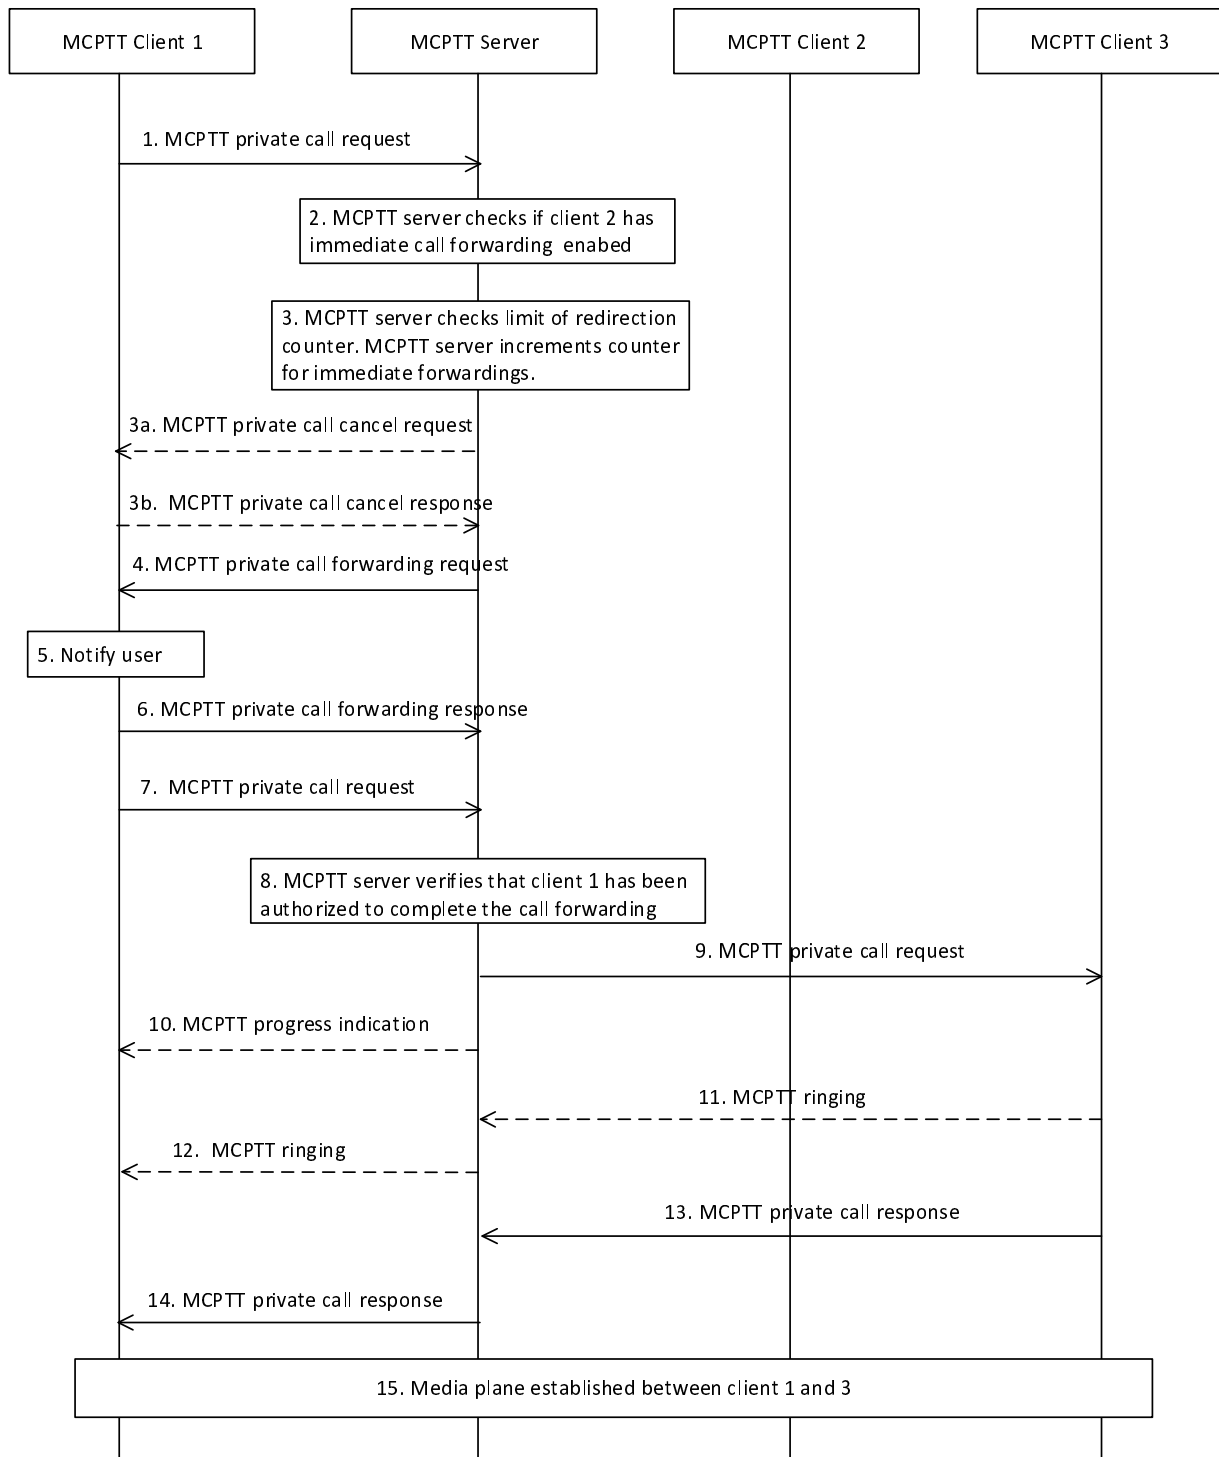 MCPTT Client 1
MCPTT Server
MCPTT Client 2
MCPTT Client 3
1. MCPTT private call request
2. MCPTT server checks if client 2 has
immediate call forwarding enabed
3. MCPTT server checks limit of redirection
counter. MCPTT server increments counter
for immediate forwardings.
3a. MCPTT private call cancel request
3b. MCPTT private call cancel response
4. MCPTT private call forwarding request
5. Notify user
6. MCPTT private call forwarding response
7. MCPTT private call request
8. MCPTT server verifies that client 1 has been
authorized to complete the call forwarding
9. MCPTT private call request
10. MCPTT progress indication
11. MCPTT ringing
12. MCPTT ringing
13. MCPTT private call response
14. MCPTT private call response
15. Media plane established between client 1 and 3